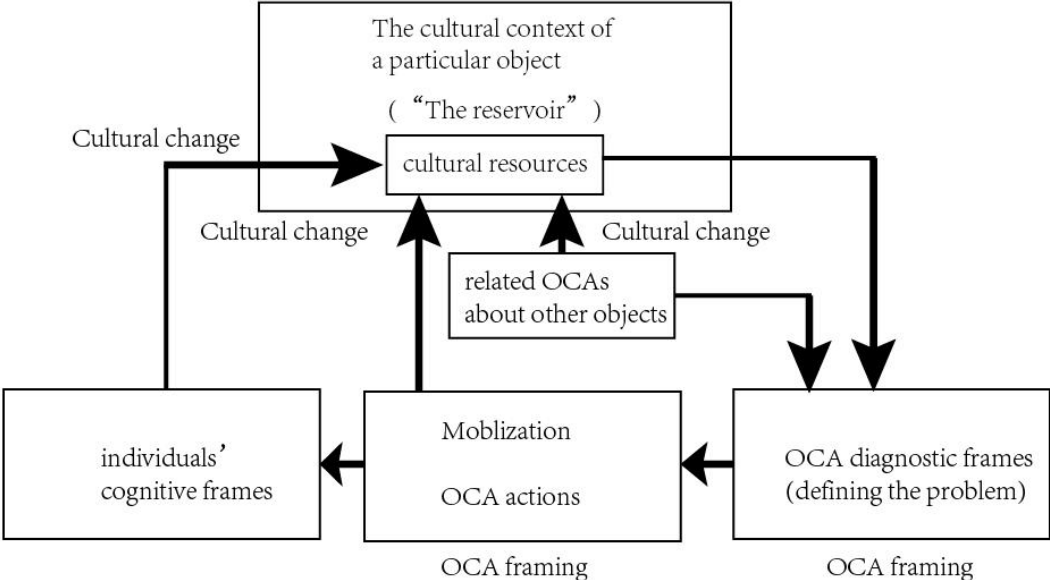 The cultural context of
a particular object
( “The reservoir” )
Cultural change
cultural resources
Cultural change
Cultural change
related OCAs
about other objects
individuals’
cognitive frames
Moblization
OCA actions
OCA diagnostic frames
(defining the problem)
OCA framing
OCA framing